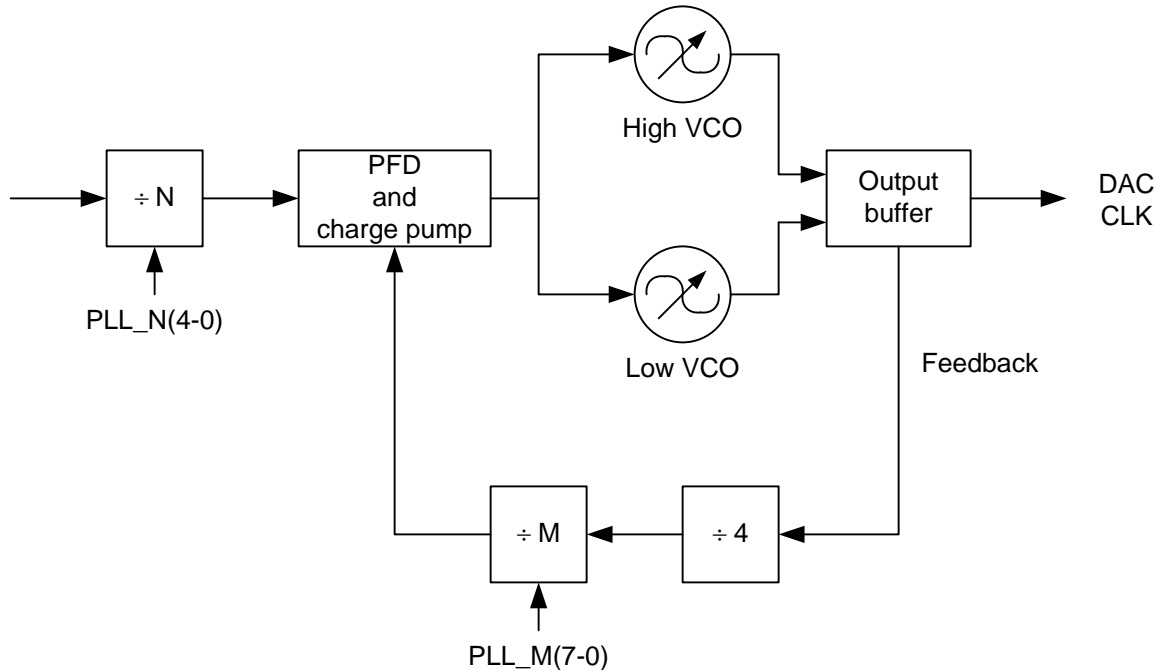 High VCO
÷ N
PFD
and
charge pump
Output
buffer
DAC
CLK
PLL_N(4-0)
Low VCO
Feedback
÷ M
÷ 4
PLL_M(7-0)